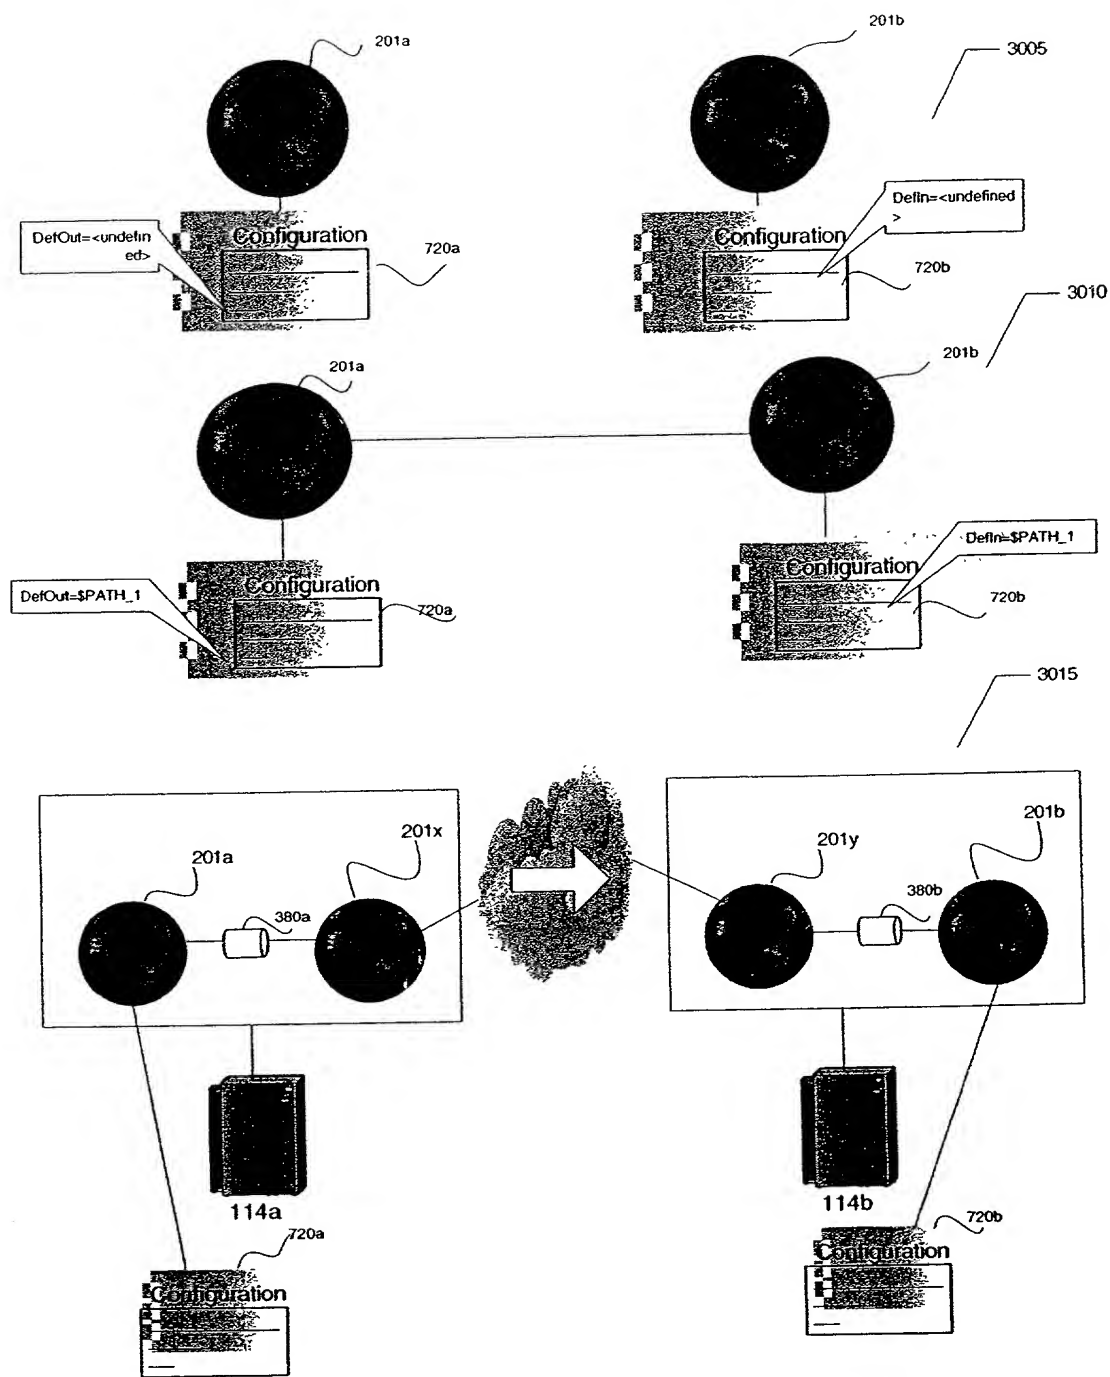 201a
201b
3005
DefOut=<undefin
ed>
Configuration
720a
DefIn=<undefined
>
Configuration
720b
3010
201a
201b
DefOut=$PATH_1
Configuration
720a
DefIn=$PATH_1
Configuration
720b
3015
201a
380a
201x
201y
380b
201b
114a
114b
720a
Configuration
720b
Configuration